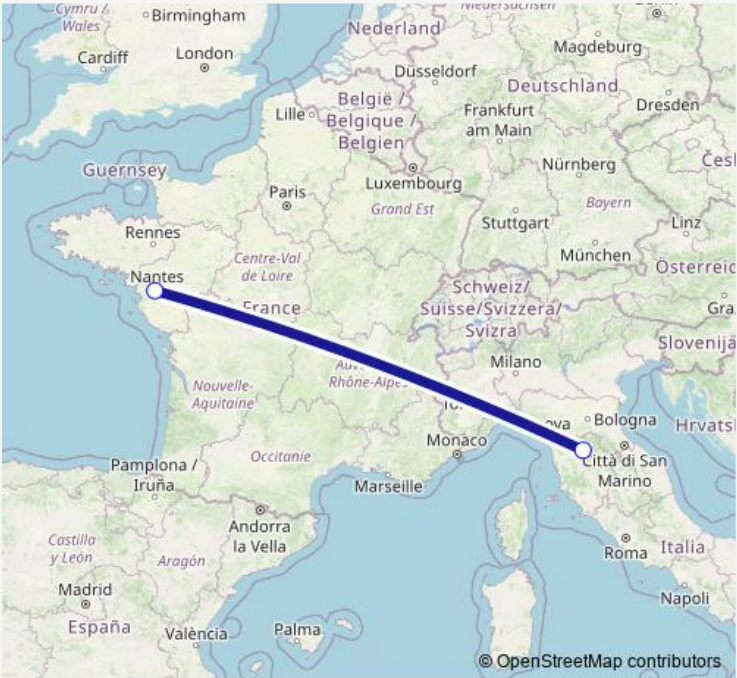 Cymru /
Wales
Birmingham
Niedersachsen
Nederland
Magdeburg
Cardiff
London
Düsseldorf
Deutschland
België /
Belgique /
Belgien
Lille
Frankfurt
am Main
Dresden
Guernsey
Luxembourg
Nürnberg
Paris
Grand Est
Bayern
Stuttgart
Linz
Rennes
München
Centre-Val
de Loire
Österreic
Nantes
France
Schweiz/
Suisse/Svizzera/
Svizra
Gra
Slovenija
Milano
Rhône-Alpes
Nouvelle-
Aquitaine
Bologna
Hrvats
Occitanie
Monaco
Città di San
Marino
Pamplona /
Iruña
Marseille
Andorra
la Vella
Castilla
y León
Aragón
Roma
Italia
Madrid
Napoli
España
València
Palma
© OpenStreetMap contributors